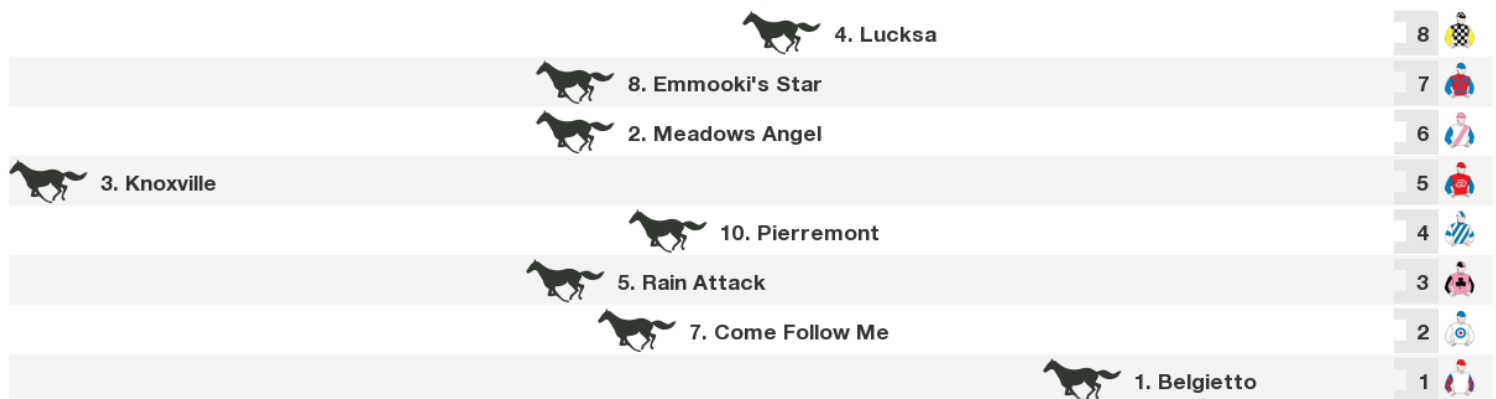 4. Lucksa 8
8. Emmooki's Star 7
2. Meadows Angel 6
3. Knoxville 5
10. Pierremont 4
5. Rain Attack 3
7. Come Follow Me 2
1. Belgietto 1